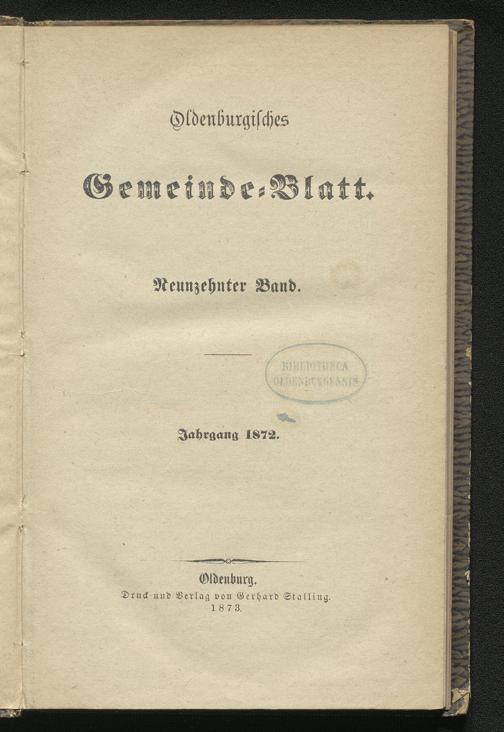 Oldenburgisches
Gemeinde-Blatt.
Neunzehnter Band.
BIBLIOTHECA
OLDENBURGENSIS
Jahrgang 1872.
Oldenburg.
Druck und Verlag von Gerhard Stalling.
1873.